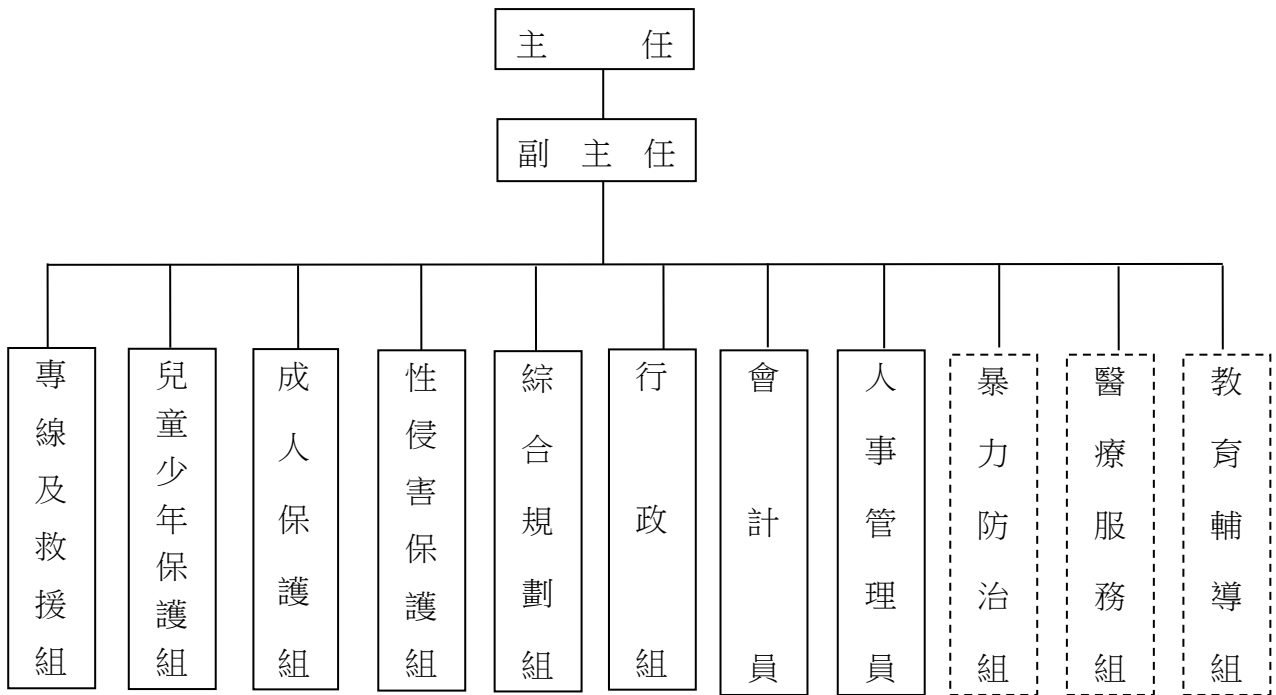 主任
副主任
專線及救援組
兒童少年保護組
成人保護組
性侵害保護組
綜合規劃組
行政組
會計員
人事管理員
暴力防治組
醫療服務組
教育輔導組